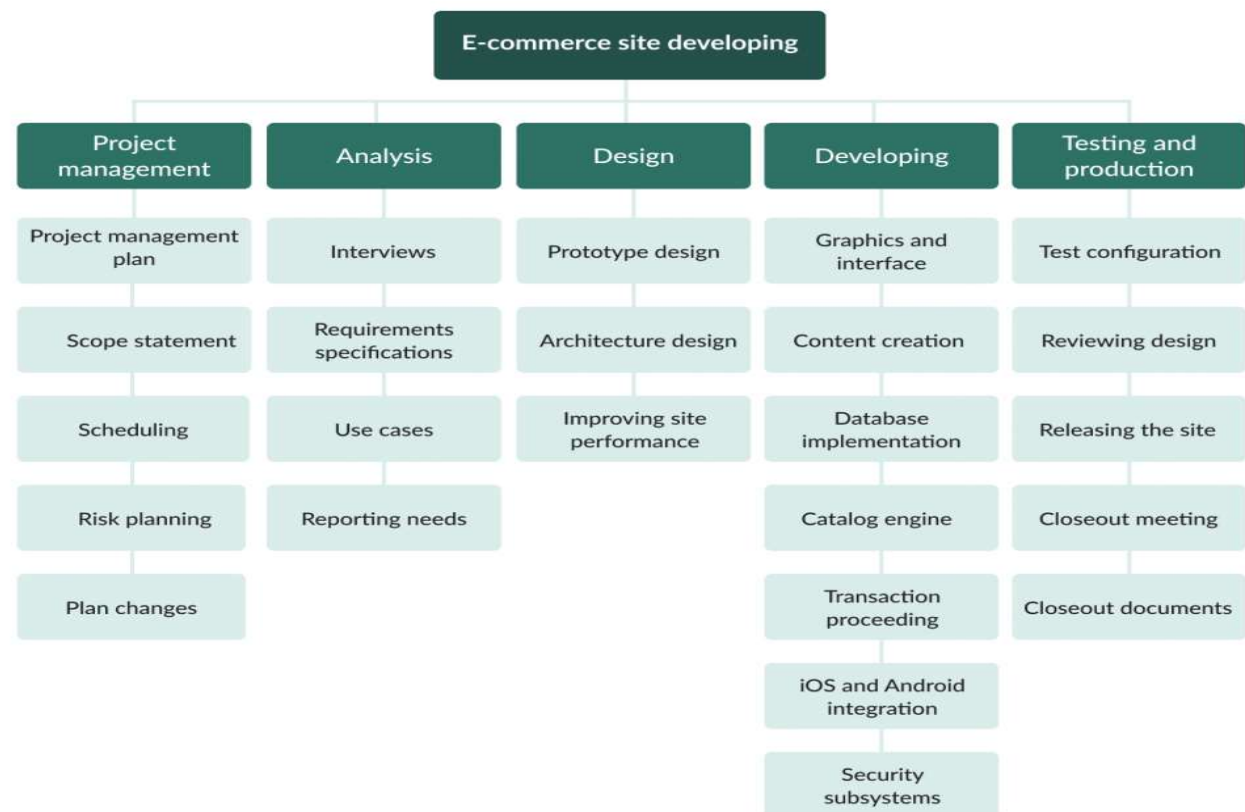 E-commerce site developing
Project
management
Project management
plan
Scope statement
Scheduling
Risk planning
Plan changes
Analysis
Interviews
Requirements
specifications
Use cases
Reporting needs
Design
Prototype design
Architecture design
Improving site
performance
Developing
Graphics and
interface
Content creation
Database
implementation
Catalog engine
Transaction
proceeding
iOS and Android
integration
Security
subsystems
Testing and
production
Test configuration
Reviewing design
Releasing the site
Closeout meeting
Closeout documents